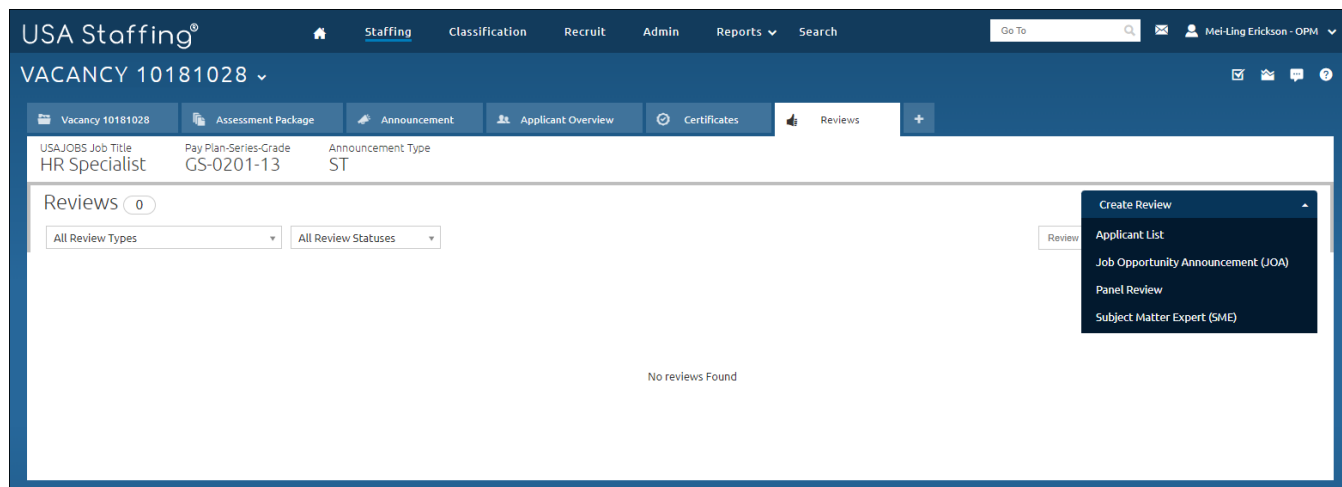 USA Staffing®
Staffing Classification Recruit Admin Reports Search
Go To
Mei-Ling Erickson - OPM
VACANCY 10181028
Vacancy 10181028 Assessment Package Announcement Applicant Overview Certificates Reviews +
USAJOBS Job Title Pay Plan-Series-Grade Announcement Type
HR Specialist GS-0201-13 ST
Reviews 0
Create Review
All Review Types All Review Statuses
Review
Applicant List
Job Opportunity Announcement (JOA)
Panel Review
Subject Matter Expert (SME)
No reviews Found